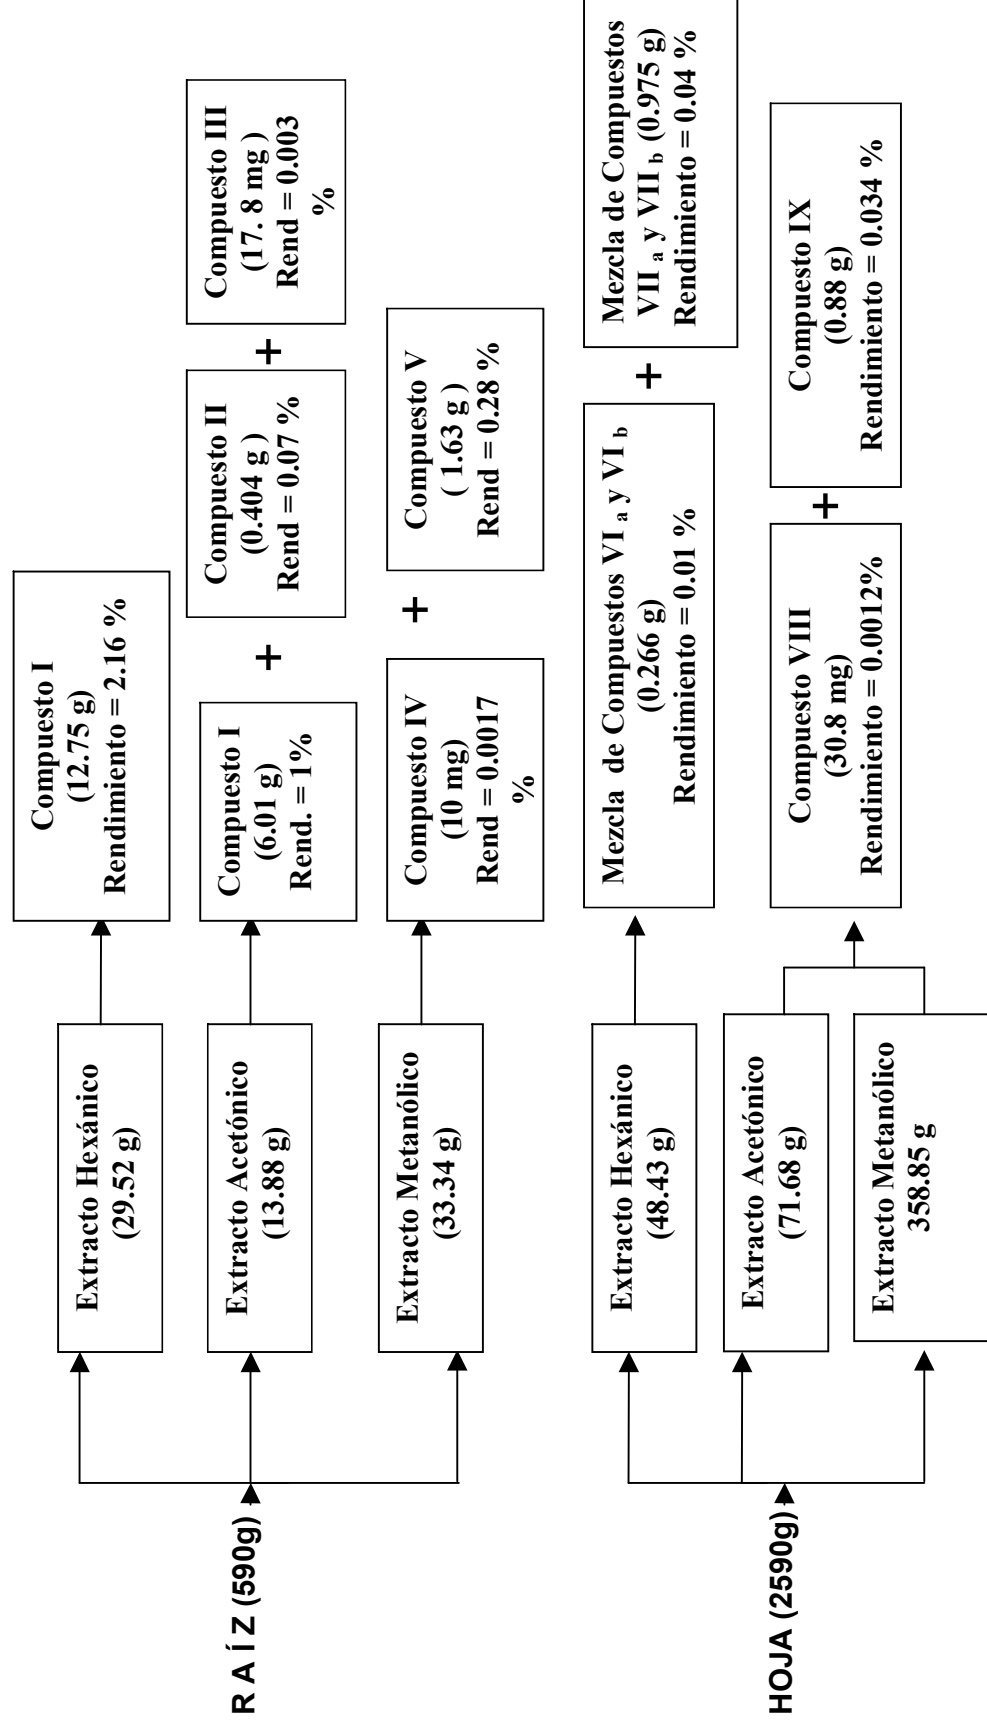 R A Í Z (590g)
Extracto Hexánico
(29.52 g)
Compuesto I
(12.75 g)
Rendimiento = 2.16 %
Extracto Acetónico
(13.88 g)
Compuesto I
(6.01 g)
Rend. = 1%
+
Compuesto II
(0.404 g )
Rend = 0.07 %
+
Compuesto III
(17. 8 mg )
Rend = 0.003
%
Extracto Metanólico
(33.34 g)
Compuesto IV
(10 mg)
Rend = 0.0017
%
+
Compuesto V
( 1.63 g )
Rend = 0.28 %
HOJA (2590g)
Extracto Hexánico
(48.43 g)
Mezcla de Compuestos VI a y VI b
(0.266 g)
Rendimiento = 0.01 %
+
Mezcla de Compuestos
VII a y VII b (0.975 g)
Rendimiento = 0.04 %
Extracto Acetónico
(71.68 g)
Extracto Metanólico
358.85 g
Compuesto VIII
(30.8 mg)
Rendimiento = 0.0012%
+
Compuesto IX
(0.88 g)
Rendimiento = 0.034 %